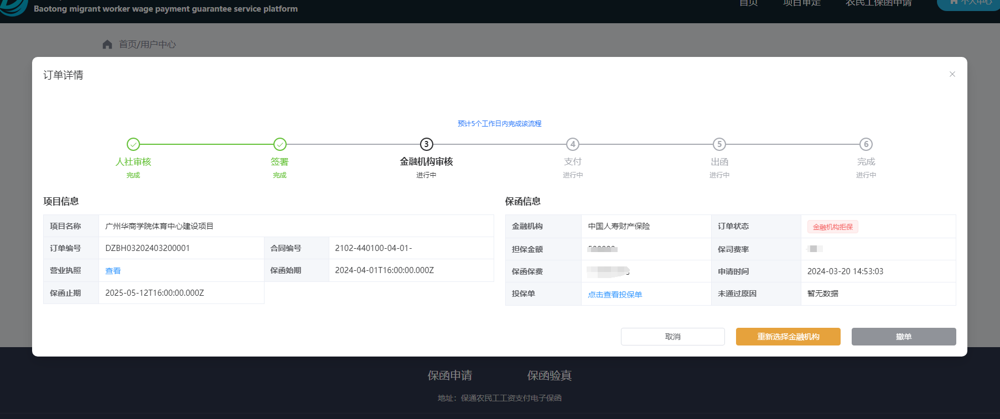 Baotong migrant worker wage payment guarantee service platform
首页 项目审定 农民工保函申请 个人中心
首页/用户中心
订单详情
预计5个工作日内完成该流程
3 4 5 6
人社审核 签署 金融机构审核 支付 出函 完成
完成 完成 进行中 进行中 进行中 进行中
项目信息
项目名称 广州华商学院体育中心建设项目
订单编号 DZBH03202403200001 合同编号 2102-440100-04-01-
营业执照 查看 保函始期 2024-04-01T16:00:00.000Z
保函止期 2025-05-12T16:00:00.000Z
保函信息
金融机构 中国人寿财产保险 订单状态 金融机构拒保
担保金额 保司费率
保函保费 申请时间 2024-03-20 14:53:03
投保单 点击查看投保单 未通过原因 暂无数据
取消 重新选择金融机构 撤单
保函申请 保函验真
地址：保通农民工工资支付电子保函